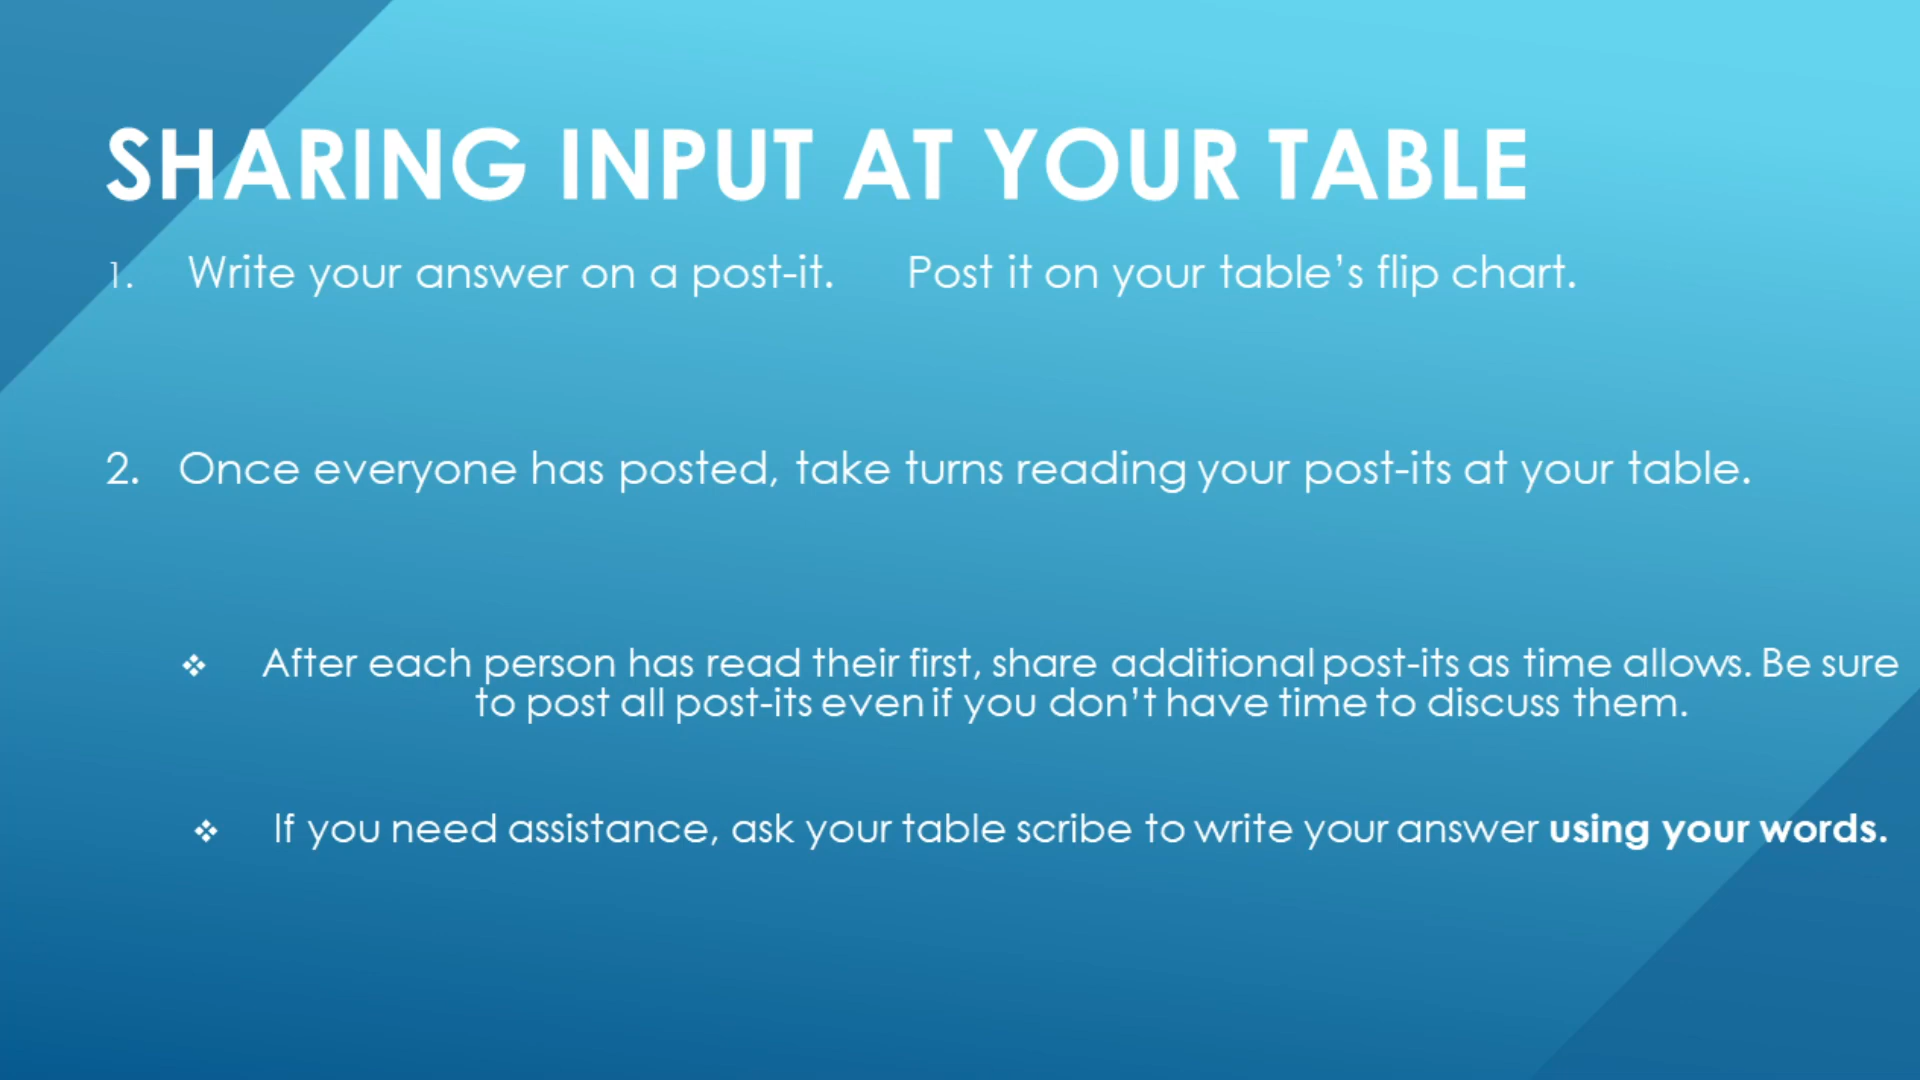 SHARING INPUT AT YOUR TABLE
1. Write your answer on a post-it. Post it on your table’s flip chart.
2. Once everyone has posted, take turns reading your post-its at your table.
❖ After each person has read their first, share additional post-its as time allows. Be sure
to post all post-its even if you don’t have time to discuss them.
❖ If you need assistance, ask your table scribe to write your answer using your words.